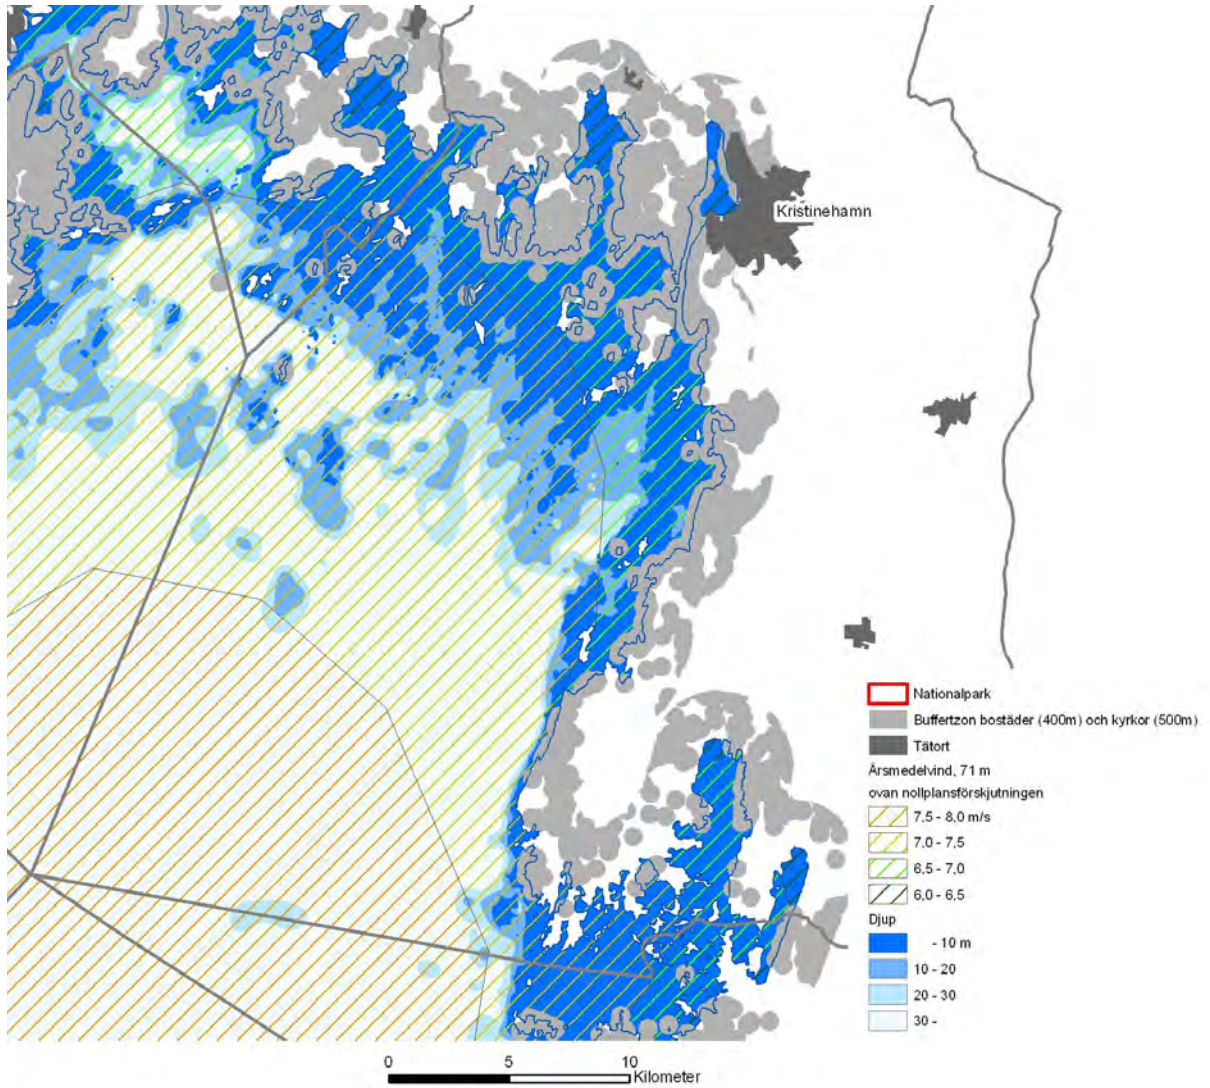 Kristinehamn
Nationalpark
Buffertzon bostäder (400m) och kyrkor (500m)
Tätort
Årsmedelvind, 71 m
ovan nollplansförskjutningen
7,5 - 8,0 m/s
7,0 - 7,5
6,5 - 7,0
6,0 - 6,5
Djup
- 10 m
10 - 20
20 - 30
30 -
0 5 10
Kilometer